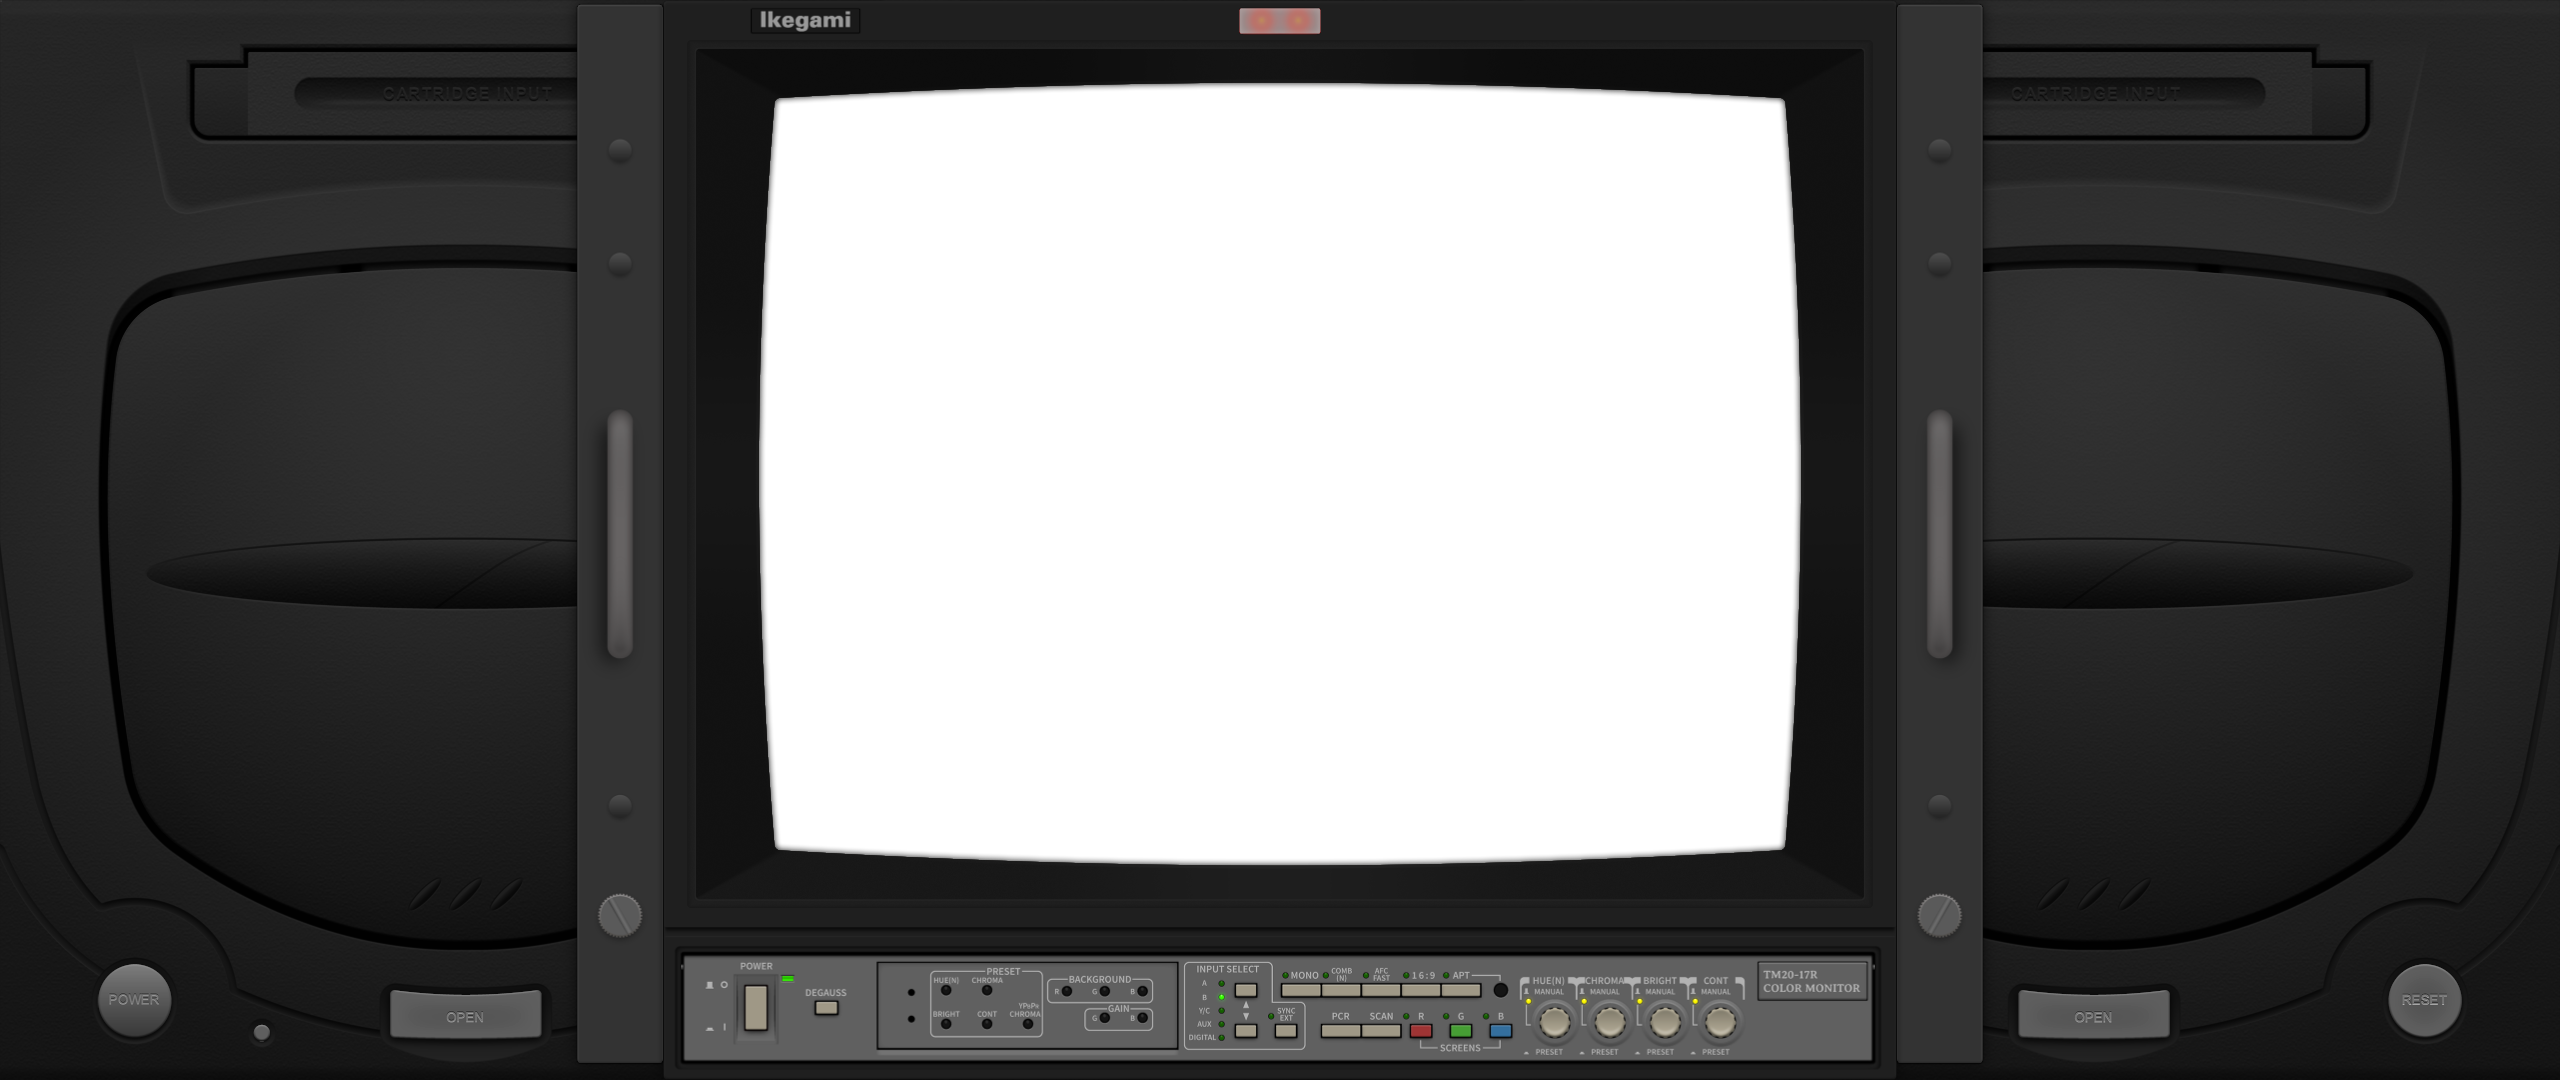 Ikegami
CARTRIDGE INPUT
CARTRIDGE INPUT
POWER
OPEN
POWER
DEGAUSS
PRESET
HUE(N) CHROMA
BRIGHT CONT YPBPR CHROMA
BACKGROUND
R G B
GAIN
G B
INPUT SELECT
A
B
Y/C
AUX
DIGITAL
SYNC
EXT
MONO COMB (N) AFC FAST 16:9 APT
PCR SCAN R G B
SCREENS
HUE(N) CHROMA BRIGHT CONT
MANUAL MANUAL MANUAL MANUAL
PRESET PRESET PRESET PRESET
TM20-17R
COLOR MONITOR
OPEN
RESET